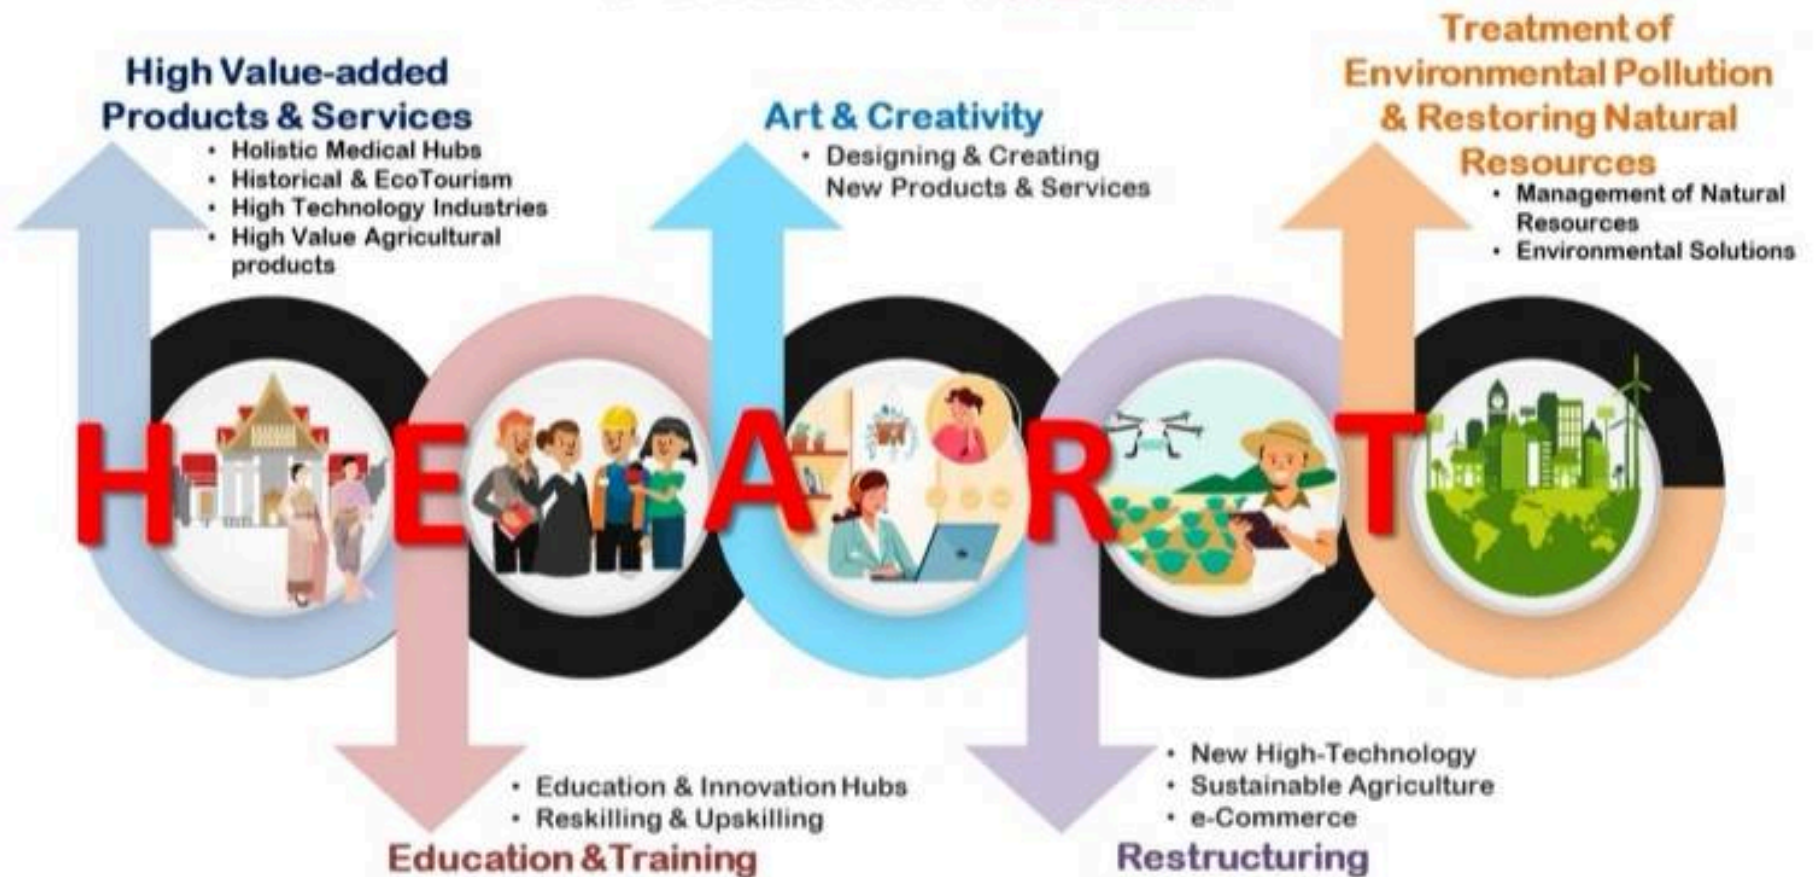 High Value-added
Products & Services
• Holistic Medical Hubs
• Historical & EcoTourism
• High Technology Industries
• High Value Agricultural
products
Art & Creativity
• Designing & Creating
New Products & Services
Treatment of
Environmental Pollution
& Restoring Natural
Resources
• Management of Natural
Resources
• Environmental Solutions
H E A R T
• Education & Innovation Hubs
• Reskilling & Upskilling
Education & Training
• New High-Technology
• Sustainable Agriculture
• e-Commerce
Restructuring